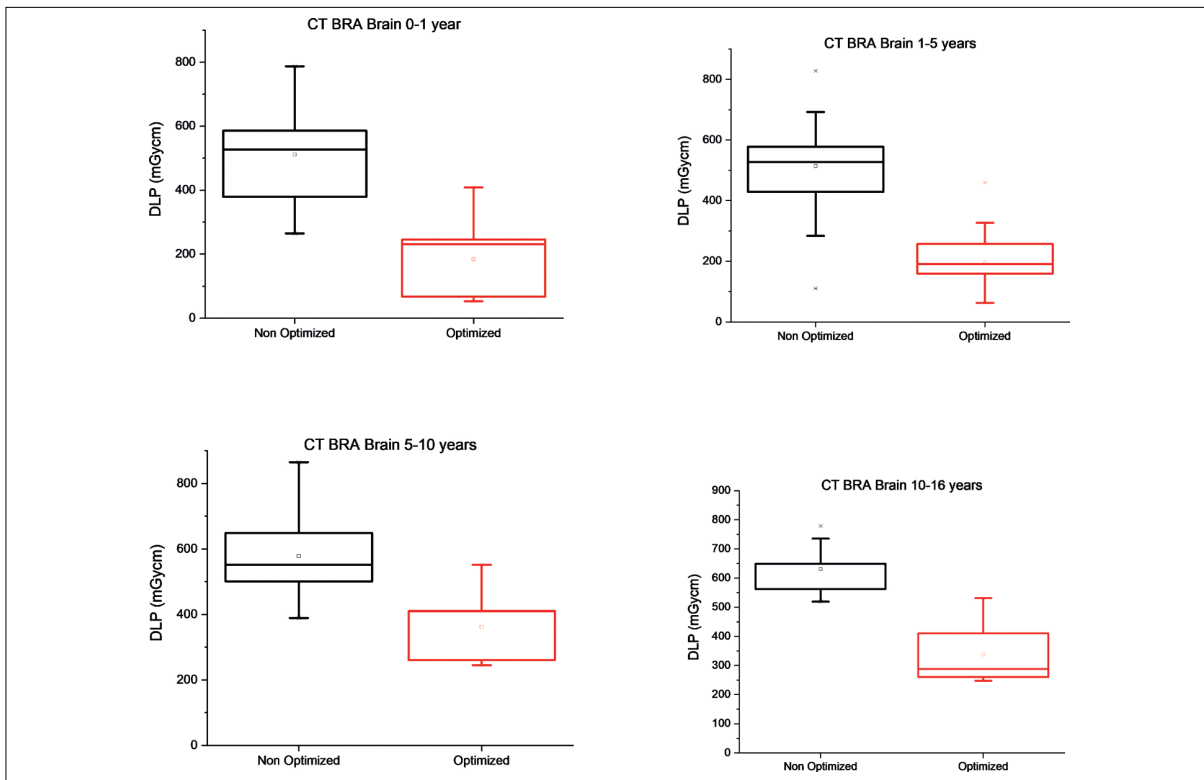 CT BRA Brain 0-1 year
DLP (mGycm)
800
600
400
200
0
Non Optimized Optimized
CT BRA Brain 1-5 years
DLP (mGycm)
800
600
400
200
0
Non Optimized Optimized
CT BRA Brain 5-10 years
DLP (mGycm)
800
600
400
200
0
Non Optimized Optimized
CT BRA Brain 10-16 years
DLP (mGycm)
900
800
700
600
500
400
300
200
100
0
Non Optimized Optimized